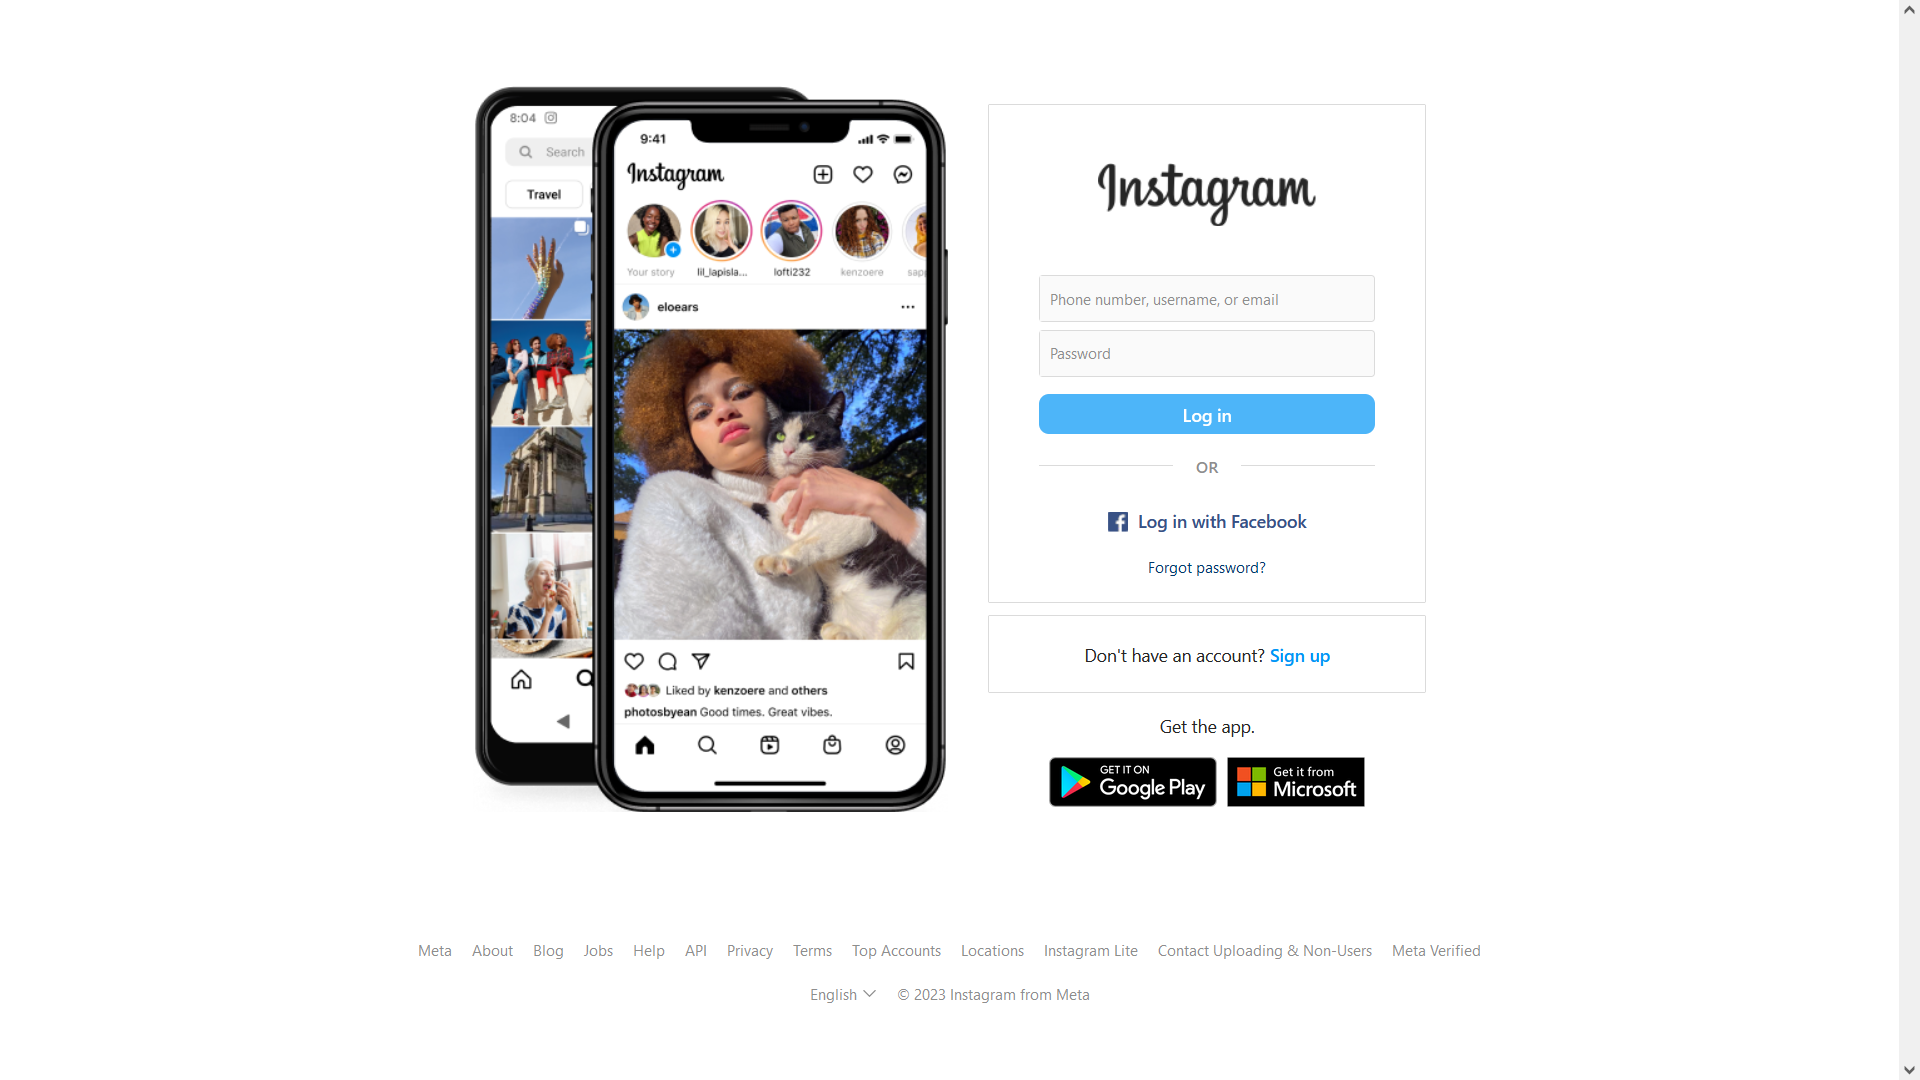 8:04
Search
Travel
9:41
Instagram
Your story
lil_lapisla...
lofti232
kenzoere
sapp
eloears
Liked by kenzoere and others
photosbyean Good times. Great vibes.
Instagram
Phone number, username, or email
Password
Log in
OR
Log in with Facebook
Forgot password?
Don't have an account? Sign up
Get the app.
GET IT ON
Google Play
Get it from
Microsoft
Meta About Blog Jobs Help API Privacy Terms Top Accounts Locations Instagram Lite Contact Uploading & Non-Users Meta Verified
English © 2023 Instagram from Meta